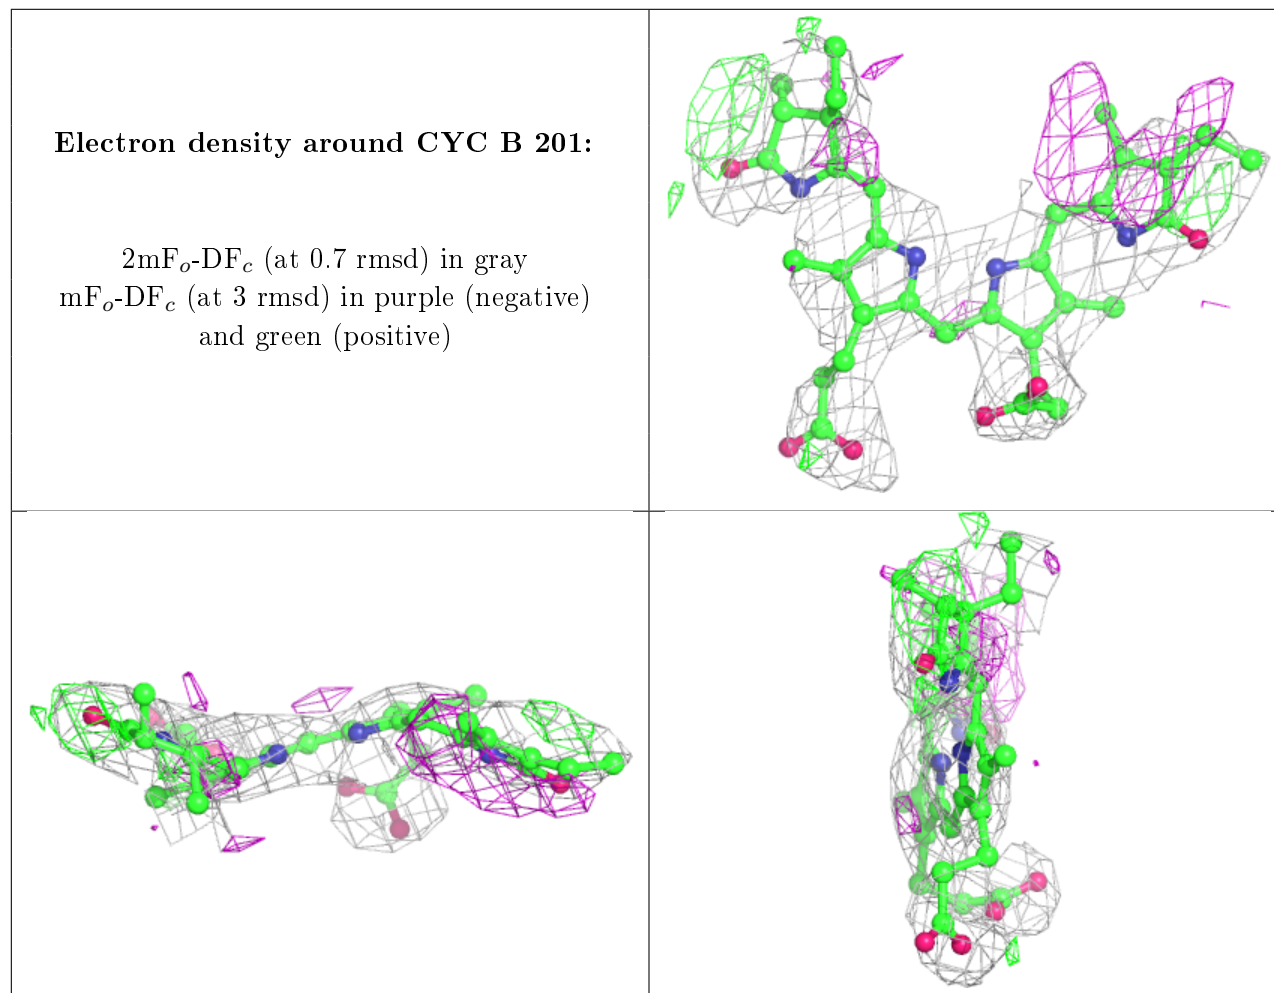 Electron density around CYC B 201:
2mFₒ-DF𝒸 (at 0.7 rmsd) in gray
mFₒ-DF𝒸 (at 3 rmsd) in purple (negative)
and green (positive)